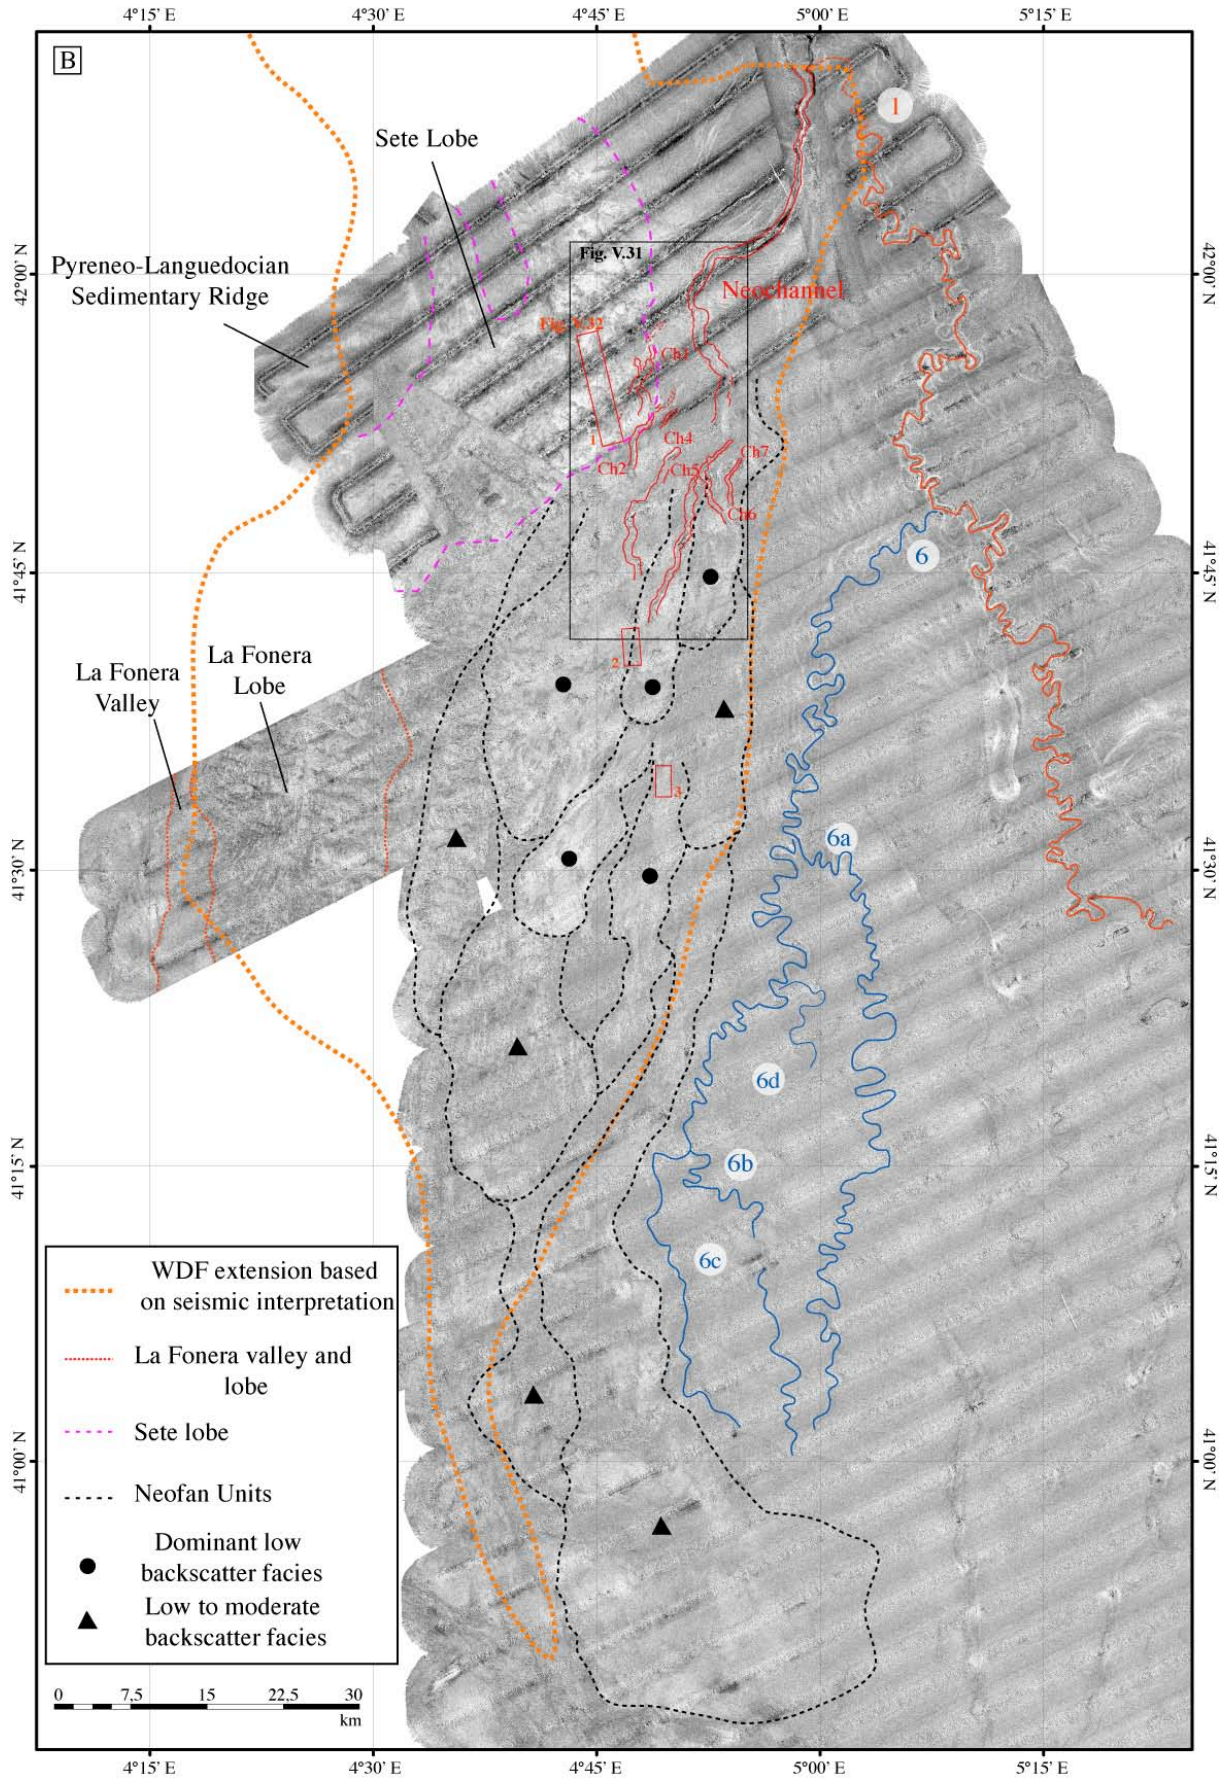 4°15' E
4°30' E
4°45' E
5°00' E
5°15' E
B
1
Sete Lobe
Fig. V.31
Pyreneo-Languedocian
Sedimentary Ridge
42°00' N
42°00' N
Neochannel
Fig. V.32
Ch1
1
Ch4
Ch2
Ch5
Ch7
Ch6
6
41°45' N
41°45' N
2
La Fonera
Valley
La Fonera
Lobe
3
6a
41°30' N
41°30' N
6d
6b
41°15' N
41°15' N
6c
WDF extension based
on seismic interpretation
La Fonera valley and
lobe
Sete lobe
Neofan Units
Dominant low
backscatter facies
Low to moderate
backscatter facies
41°00' N
41°00' N
0 7,5 15 22,5 30
km
4°15' E
4°30' E
4°45' E
5°00' E
5°15' E